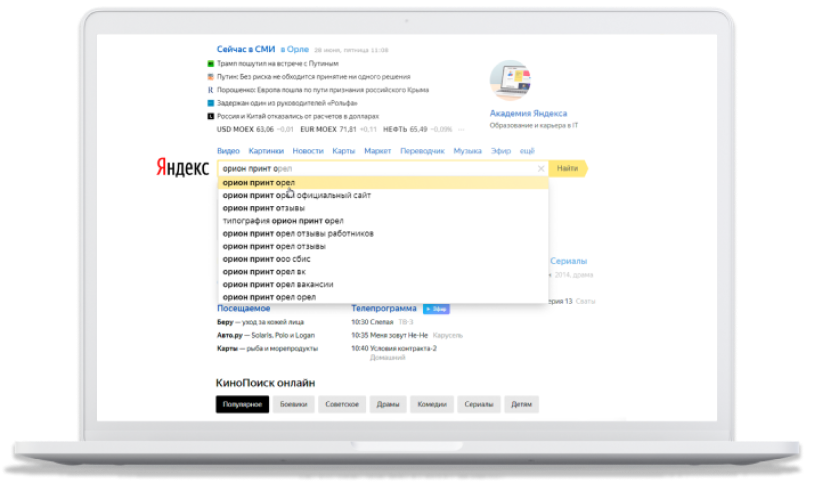 Сейчас в СМИ в Орле 28 июня, пятница 11:08
Трамп пошутил на встрече с Путиным
Путин: Без риска не обходится принятие ни одного решения
Порошенко: Европа пошла по пути признания российского Крыма
Задержан один из руководителей «Рольфа»
Россия и Китай отказались от расчетов в долларах
USD MOEX 63,06 −0,01 EUR MOEX 71,81 +0,11 НЕФТЬ 65,49 −0,09% ...
Академия Яндекса
Образование и карьера в IT
Видео Картинки Новости Карты Маркет Переводчик Музыка Эфир ещё
Яндекс орион принт орел Найти
орион принт орел
орион принт орел официальный сайт
орион принт отзывы
типография орион принт орел
орион принт орел отзывы работников
орион принт орел отзывы
орион принт ооо сбис
орион принт орел вк
орион принт орел вакансии
орион принт орел орел
Сериалы
2014, драма
ерия 13 Сваты
Посещаемое
Беру — уход за кожей лица
Авто.ру — Solaris, Polo и Logan
Карты — рыба и морепродукты
Телепрограмма Эфир
10:30 Слепая ТВ-3
10:35 Меня зовут Не-Не Карусель
10:40 Условия контракта-2
Домашний
КиноПоиск онлайн
Популярное Боевики Советское Драмы Комедии Сериалы Детям